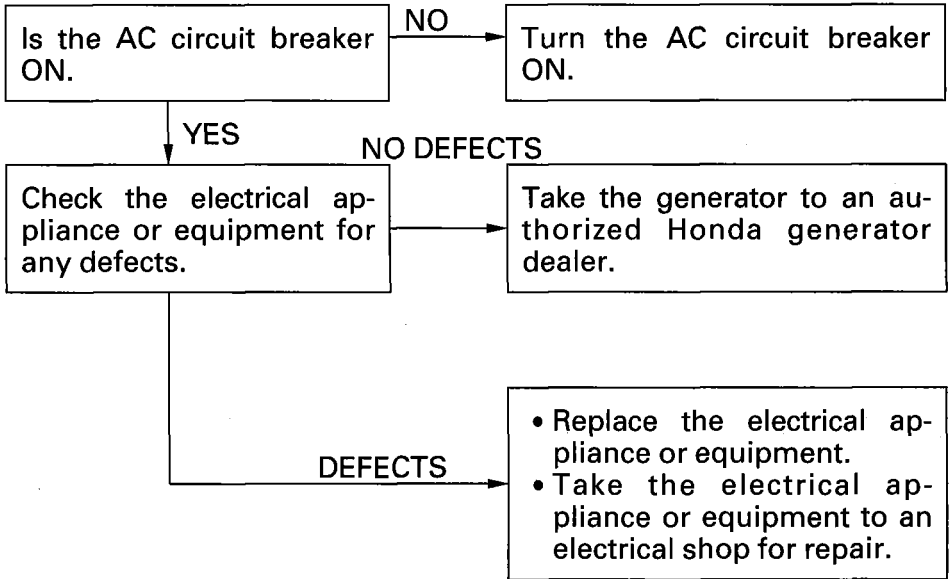 Is the AC circuit breaker
ON.
NO
Turn the AC circuit breaker
ON.
YES
NO DEFECTS
Check the electrical ap-
pliance or equipment for
any defects.
Take the generator to an au-
thorized Honda generator
dealer.
DEFECTS
• Replace the electrical ap-
pliance or equipment.
• Take the electrical ap-
pliance or equipment to an
electrical shop for repair.